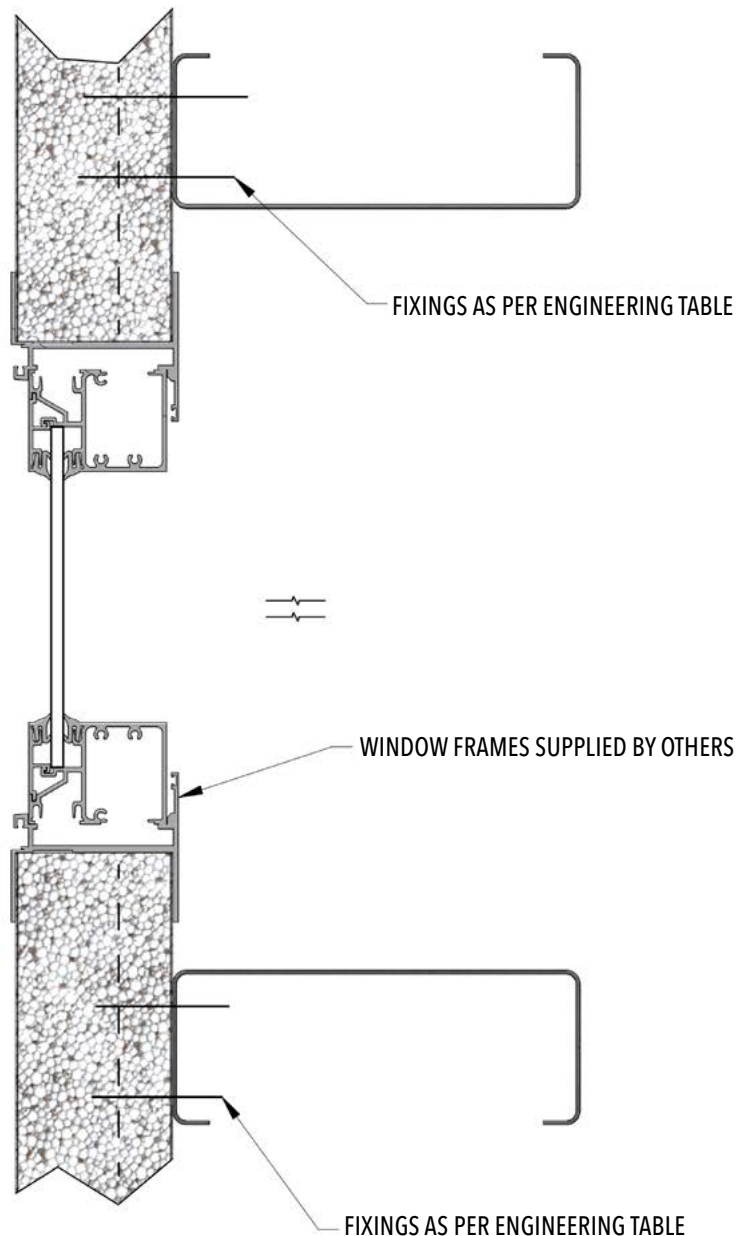 FIXINGS AS PER ENGINEERING TABLE
WINDOW FRAMES SUPPLIED BY OTHERS
FIXINGS AS PER ENGINEERING TABLE